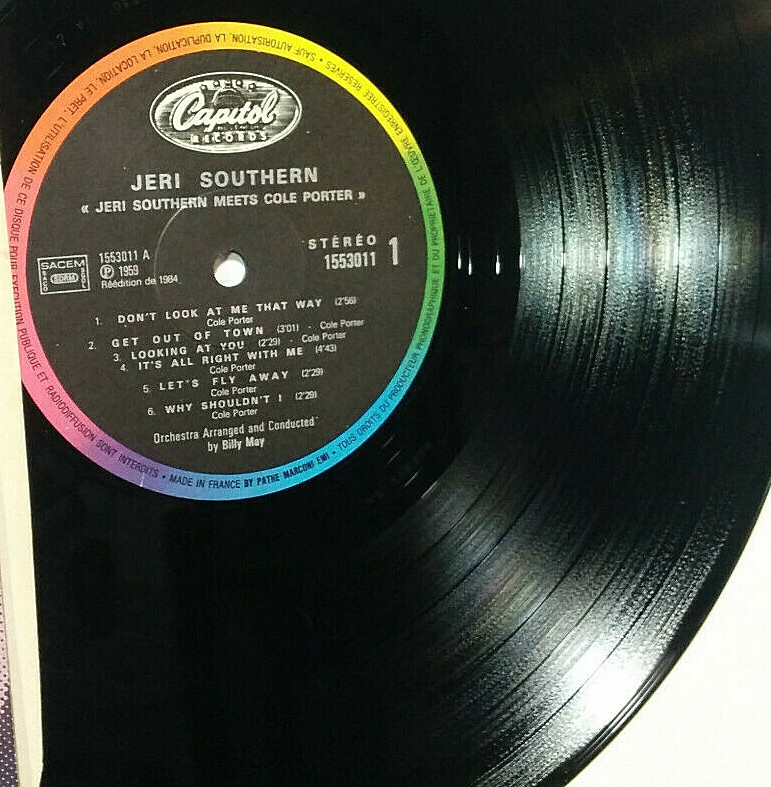 Capitol
RECORDS
JERI SOUTHERN
« JERI SOUTHERN MEETS COLE PORTER »
1553011 A
Ⓟ 1959
Réédition de 1984
SACEM
STÉRÉO
1553011
1
1. DON'T LOOK AT ME THAT WAY (2'56)
Cole Porter
2. GET OUT OF TOWN (3'01) - Cole Porter
3. LOOKING AT YOU (2'29) - Cole Porter
4. IT'S ALL RIGHT WITH ME (4'43)
Cole Porter
5. LET'S FLY AWAY (2'29)
Cole Porter
6. WHY SHOULDN'T I (2'29)
Cole Porter
Orchestra Arranged and Conducted
by Billy May
• MADE IN FRANCE BY PATHE MARCONI EMI • TOUS DROITS DU PRODUCTEUR PHONOGRAPHIQUE ET DU PROPRIETAIRE DE L'ŒUVRE ENREGISTREE RESERVES • SAUF AUTORISATION, LA DUPLICATION, LA LOCATION, LE PRET, L'UTILISATION DE CE DISQUE POUR EXECUTION PUBLIQUE ET RADIODIFFUSION SONT INTERDITS